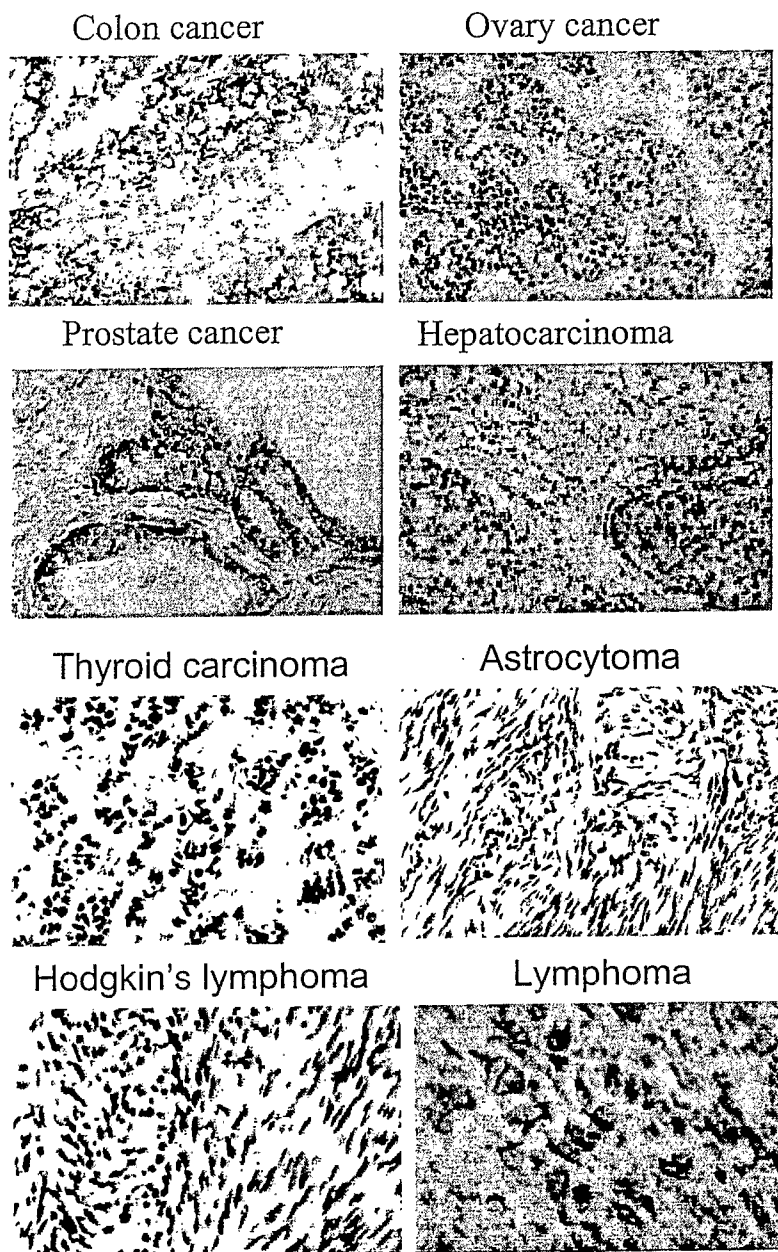 Colon cancer
Ovary cancer
Prostate cancer
Hepatocarcinoma
Thyroid carcinoma
Astrocytoma
Hodgkin's lymphoma
Lymphoma